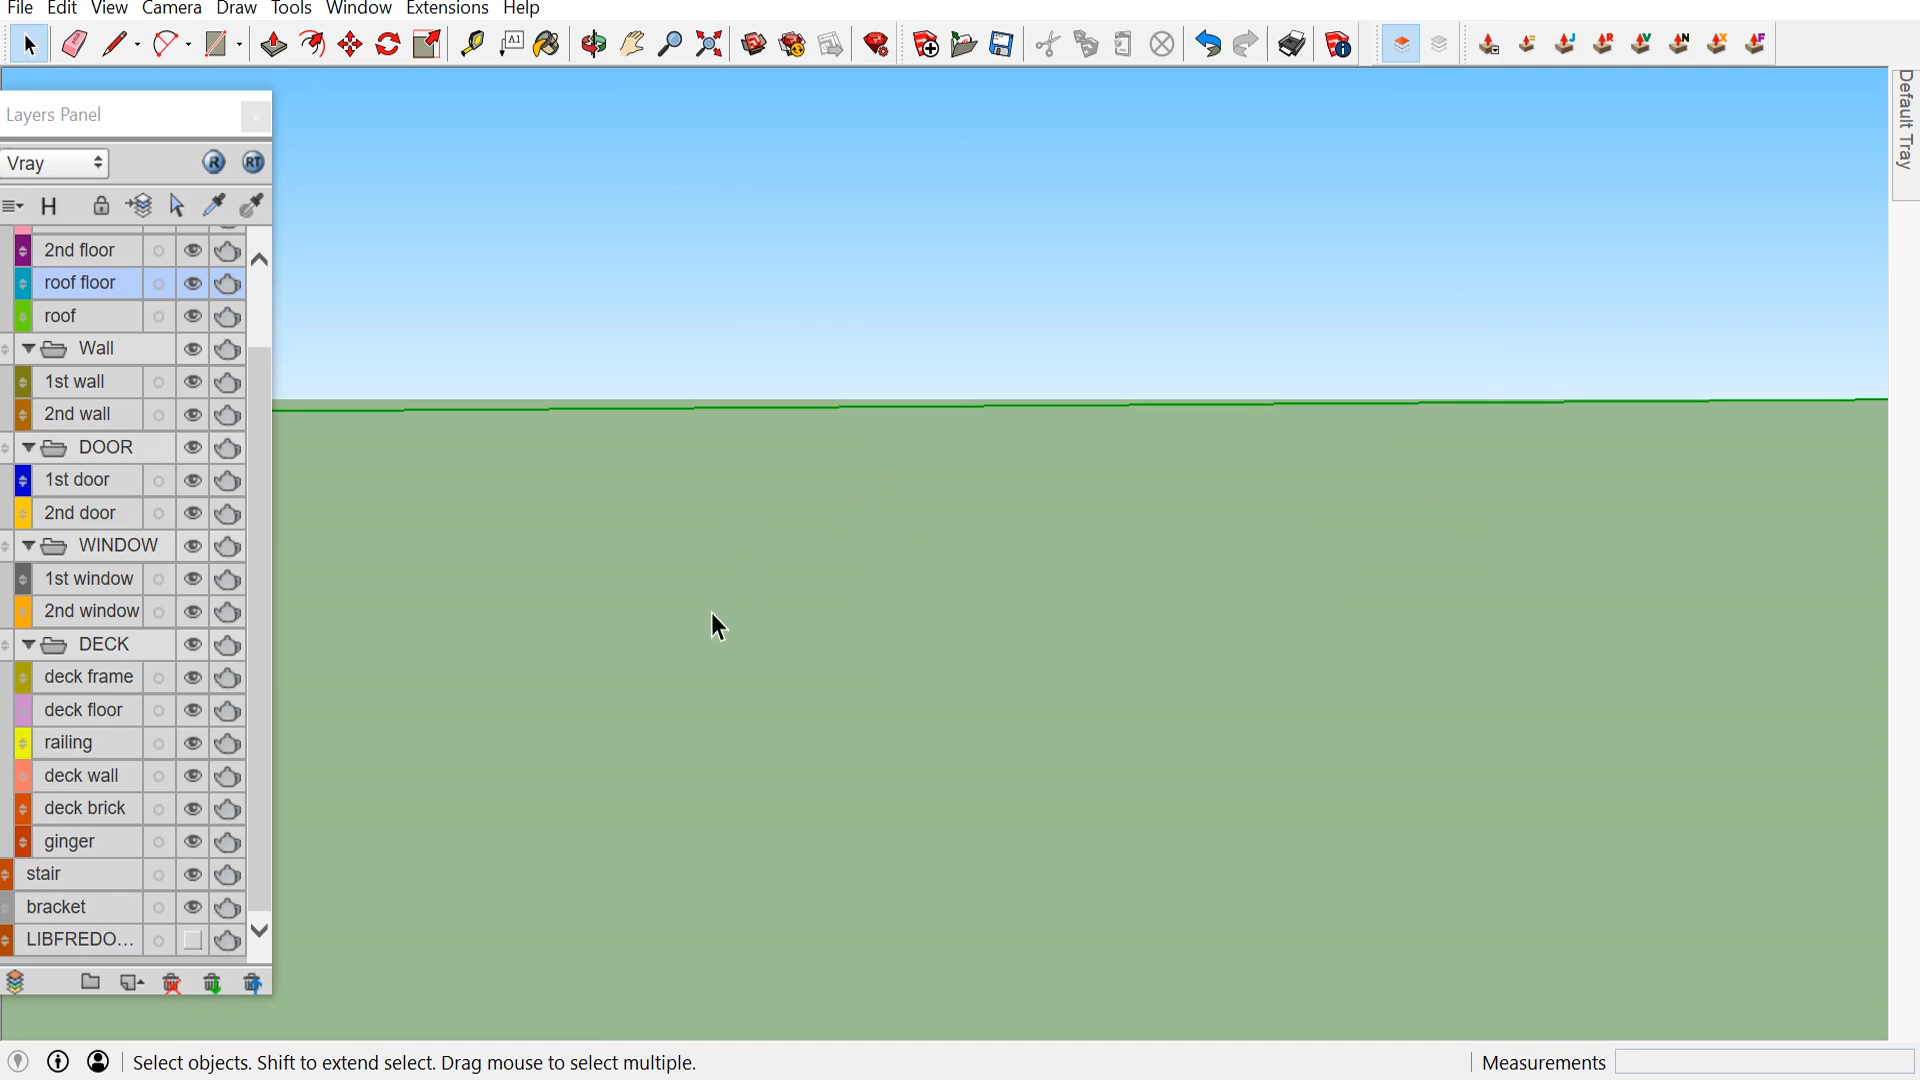 File Edit View Camera Draw Tools Window Extensions Help
A1
Default Tray
Layers Panel
Vray
R RT
H
2nd floor
roof floor
roof
Wall
1st wall
2nd wall
DOOR
1st door
2nd door
WINDOW
1st window
2nd window
DECK
deck frame
deck floor
railing
deck wall
deck brick
ginger
stair
bracket
LIBFREDO...
Select objects. Shift to extend select. Drag mouse to select multiple.
Measurements